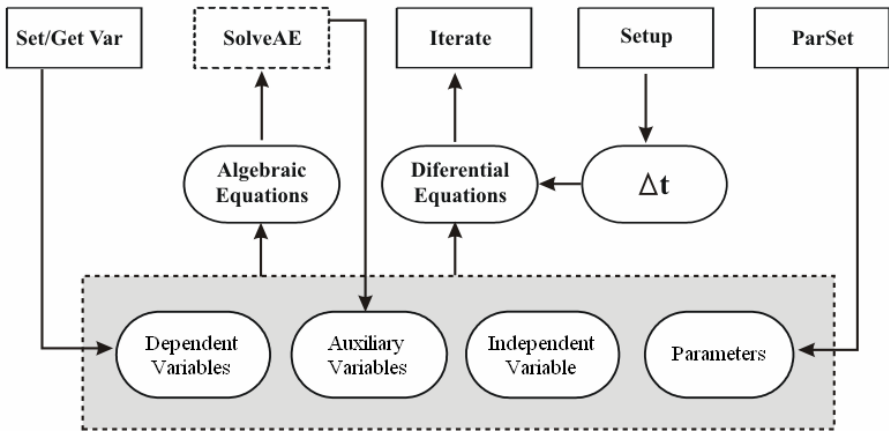 Set/Get Var
SolveAE
Iterate
Setup
ParSet
Algebraic
Equations
Diferential
Equations
Δt
Dependent
Variables
Auxiliary
Variables
Independent
Variable
Parameters